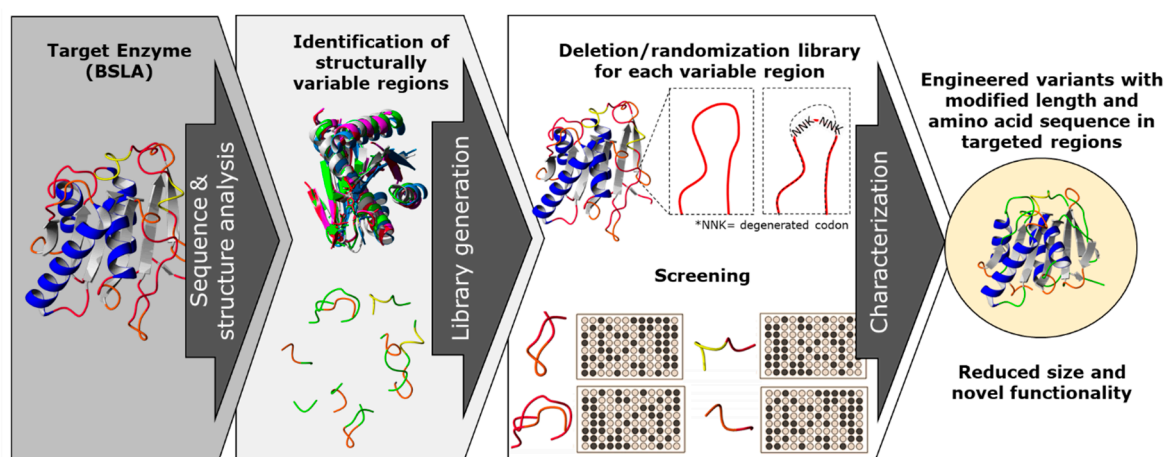 Target Enzyme
(BSLA)
Sequence &
structure analysis
Identification of
structurally
variable regions
Library generation
Deletion/randomization library
for each variable region
NNK-NNK
*NNK= degenerated codon
Screening
Characterization
Engineered variants with
modified length and
amino acid sequence in
targeted regions
Reduced size and
novel functionality